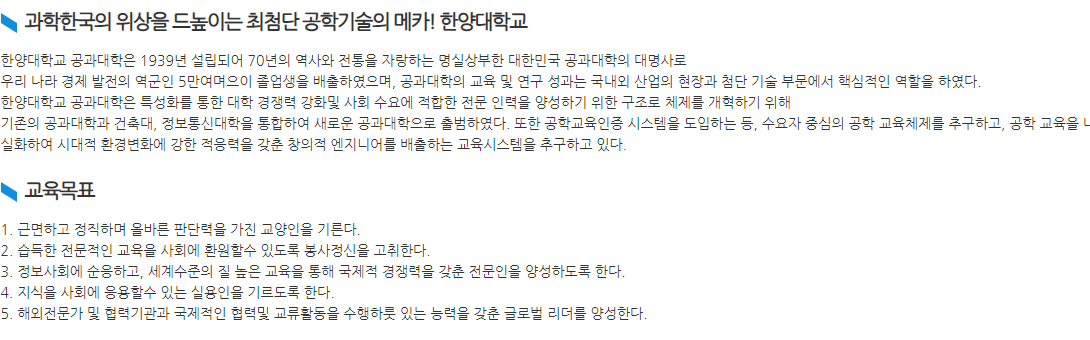 과학한국의 위상을 드높이는 최첨단 공학기술의 메카! 한양대학교
한양대학교 공과대학은 1939년 설립되어 70년의 역사와 전통을 자랑하는 명실상부한 대한민국 공과대학의 대명사로
우리 나라 경제 발전의 역군인 5만여며으이 졸업생을 배출하였으며, 공과대학의 교육 및 연구 성과는 국내외 산업의 현장과 첨단 기술 부문에서 핵심적인 역할을 하였다.
한양대학교 공과대학은 특성화를 통한 대학 경쟁력 강화및 사회 수요에 적합한 전문 인력을 양성하기 위한 구조로 체제를 개혁하기 위해
기존의 공과대학과 건축대, 정보통신대학을 통합하여 새로운 공과대학으로 출범하였다. 또한 공학교육인증 시스템을 도입하는 등, 수요자 중심의 공학 교육체제를 추구하고, 공학 교육을
실화하여 시대적 환경변화에 강한 적응력을 갖춘 창의적 엔지니어를 배출하는 교육시스템을 추구하고 있다.
교육목표
1. 근면하고 정직하며 올바른 판단력을 가진 교양인을 기른다.
2. 습득한 전문적인 교육을 사회에 환원할수 있도록 봉사정신을 고취한다.
3. 정보사회에 순응하고, 세계수준의 질 높은 교육을 통해 국제적 경쟁력을 갖춘 전문인을 양성하도록 한다.
4. 지식을 사회에 응용할수 있는 실용인을 기르도록 한다.
5. 해외전문가 및 협력기관과 국제적인 협력및 교류활동을 수행하룻 있는 능력을 갖춘 글로벌 리더를 양성한다.